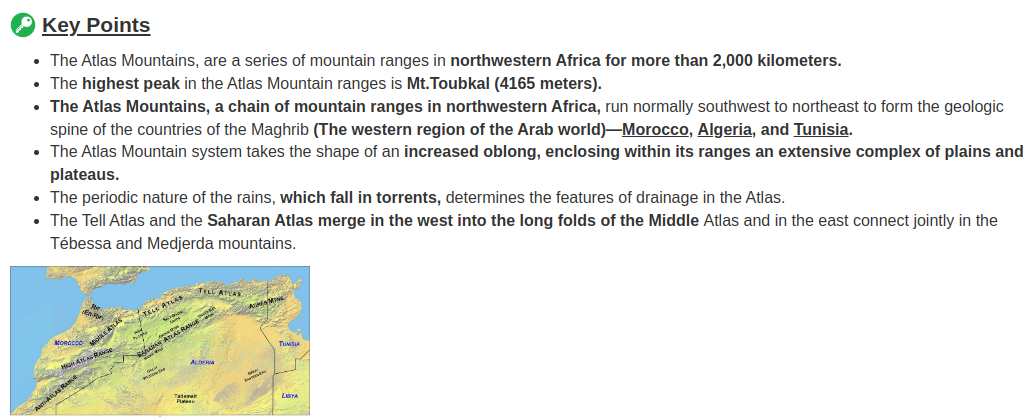 Key Points
The Atlas Mountains, are a series of mountain ranges in northwestern Africa for more than 2,000 kilometers.
The highest peak in the Atlas Mountain ranges is Mt.Toubkal (4165 meters).
The Atlas Mountains, a chain of mountain ranges in northwestern Africa, run normally southwest to northeast to form the geologic
spine of the countries of the Maghrib (The western region of the Arab world)—Morocco, Algeria, and Tunisia.
The Atlas Mountain system takes the shape of an increased oblong, enclosing within its ranges an extensive complex of plains and
plateaus.
The periodic nature of the rains, which fall in torrents, determines the features of drainage in the Atlas.
The Tell Atlas and the Saharan Atlas merge in the west into the long folds of the Middle Atlas and in the east connect jointly in the
Tébessa and Medjerda mountains.
Tell Atlas
Tell Atlas
Aures Mtns
Rif
(Er-Rif)
Middle Atlas
Morocco
Saharan Atlas Range
Tunisia
High Atlas Range
Algeria
Anti-Atlas Range
Tademait
Plateau
Libya